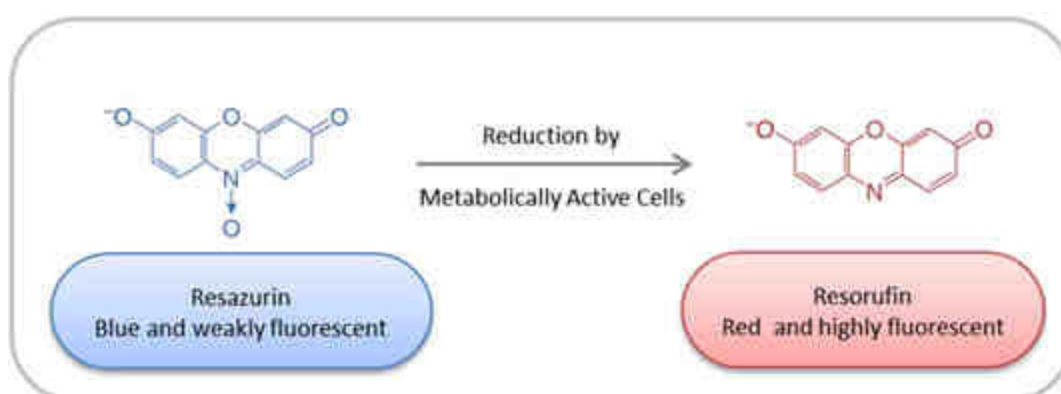 ⁻O
O
O
N
O
Reduction by
Metabolically Active Cells
⁻O
O
O
N
Resazurin
Blue and weakly fluorescent
Resorufin
Red and highly fluorescent